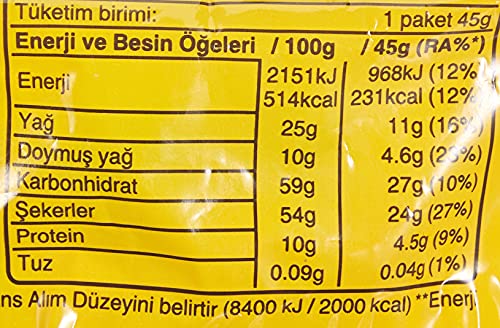 Tüketim birimi: 1 paket 45g
Enerji ve Besin Öğeleri / 100g / 45g (RA%*)
Enerji 2151kJ 968kJ (12%)
514kcal 231kcal (12%
Yağ 25g 11g (16%)
Doymuş yağ 10g 4.6g (23%)
Karbonhidrat 59g 27g (10%)
Şekerler 54g 24g (27%)
Protein 10g 4.5g (9%)
Tuz 0.09g 0.04g (1%)
ns Alım Düzeyini belirtir (8400 kJ / 2000 kcal) **Enerj